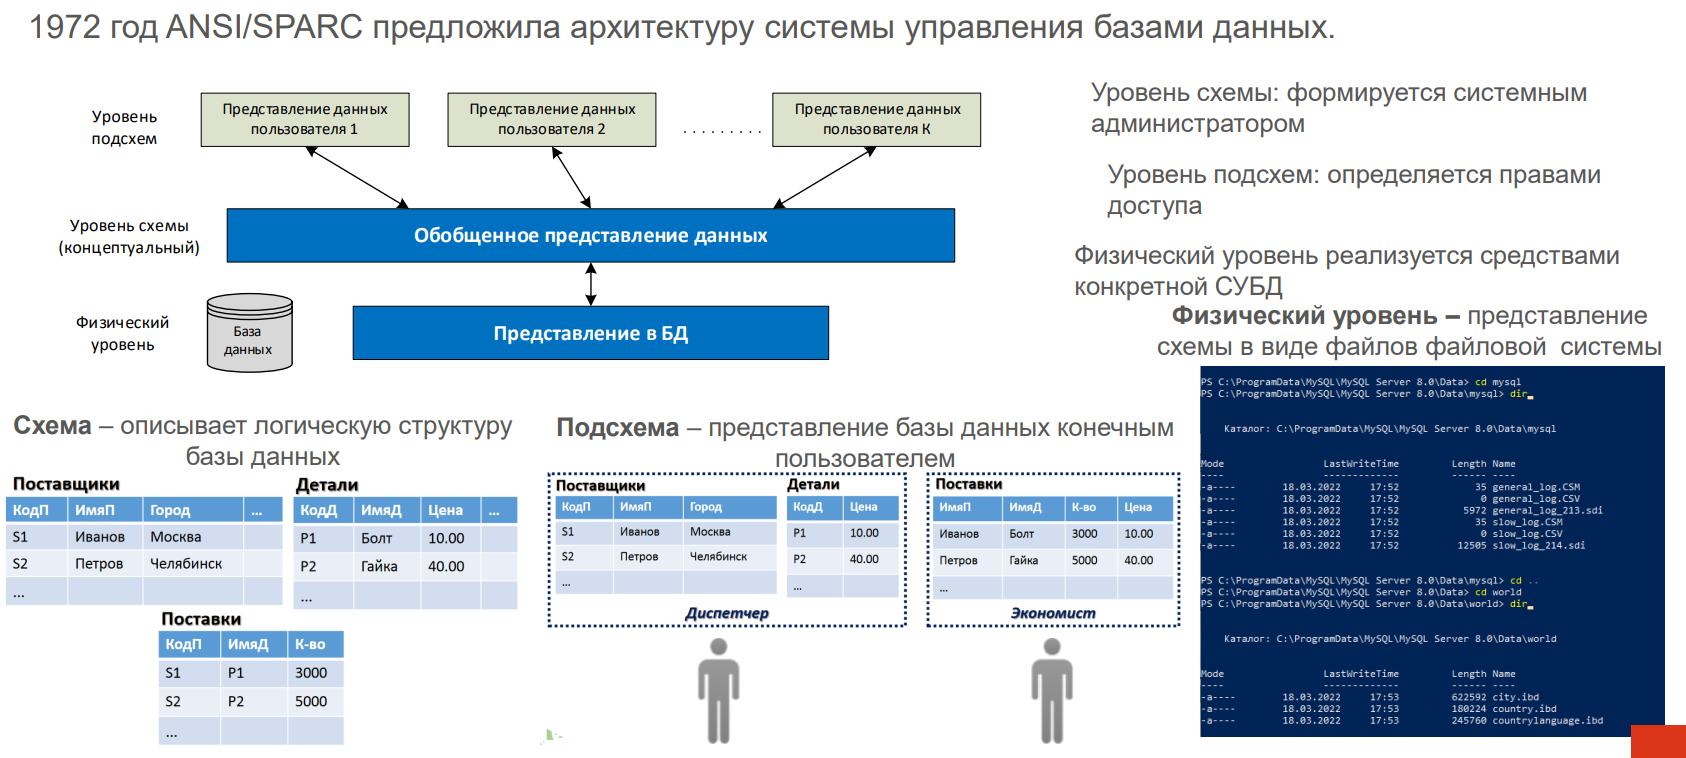 1972 год ANSI/SPARC предложила архитектуру системы управления базами данных.
Уровень
подсхем
Представление данных
пользователя 1
Представление данных
пользователя 2
. . . . . . . . .
Представление данных
пользователя К
Уровень схемы
(концептуальный)
Обобщенное представление данных
Физический
уровень
База
данных
Представление в БД
Уровень схемы: формируется системным
администратором
Уровень подсхем: определяется правами
доступа
Физический уровень реализуется средствами
конкретной СУБД
Физический уровень – представление
схемы в виде файлов файловой системы
Схема – описывает логическую структуру
базы данных
Поставщики
КодП ИмяП Город ...
S1 Иванов Москва
S2 Петров Челябинск
...
Детали
КодД ИмяД Цена ...
P1 Болт 10.00
P2 Гайка 40.00
...
Поставки
КодП ИмяД К-во
S1 P1 3000
S2 P2 5000
...
Подсхема – представление базы данных конечным
пользователем
Поставщики
КодП ИмяП Город
S1 Иванов Москва
S2 Петров Челябинск
...
Детали
КодД Цена
P1 10.00
P2 40.00
...
Диспетчер
Поставки
ИмяП ИмяД К-во Цена
Иванов Болт 3000 10.00
Петров Гайка 5000 40.00
...
Экономист
PS C:\ProgramData\MySQL\MySQL Server 8.0\Data> cd mysql
PS C:\ProgramData\MySQL\MySQL Server 8.0\Data\mysql> dir
Каталог: C:\ProgramData\MySQL\MySQL Server 8.0\Data\mysql
Mode LastWriteTime Length Name
---- ------------- ------ ----
-a---- 18.03.2022 17:52 35 general_log.CSM
-a---- 18.03.2022 17:52 0 general_log.CSV
-a---- 18.03.2022 17:52 5972 general_log_213.sdi
-a---- 18.03.2022 17:52 35 slow_log.CSM
-a---- 18.03.2022 17:52 0 slow_log.CSV
-a---- 18.03.2022 17:52 12505 slow_log_214.sdi
PS C:\ProgramData\MySQL\MySQL Server 8.0\Data\mysql> cd ..
PS C:\ProgramData\MySQL\MySQL Server 8.0\Data> cd world
PS C:\ProgramData\MySQL\MySQL Server 8.0\Data\world> dir
Каталог: C:\ProgramData\MySQL\MySQL Server 8.0\Data\world
Mode LastWriteTime Length Name
---- ------------- ------ ----
-a---- 18.03.2022 17:53 622592 city.ibd
-a---- 18.03.2022 17:53 180224 country.ibd
-a---- 18.03.2022 17:53 245760 countrylanguage.ibd